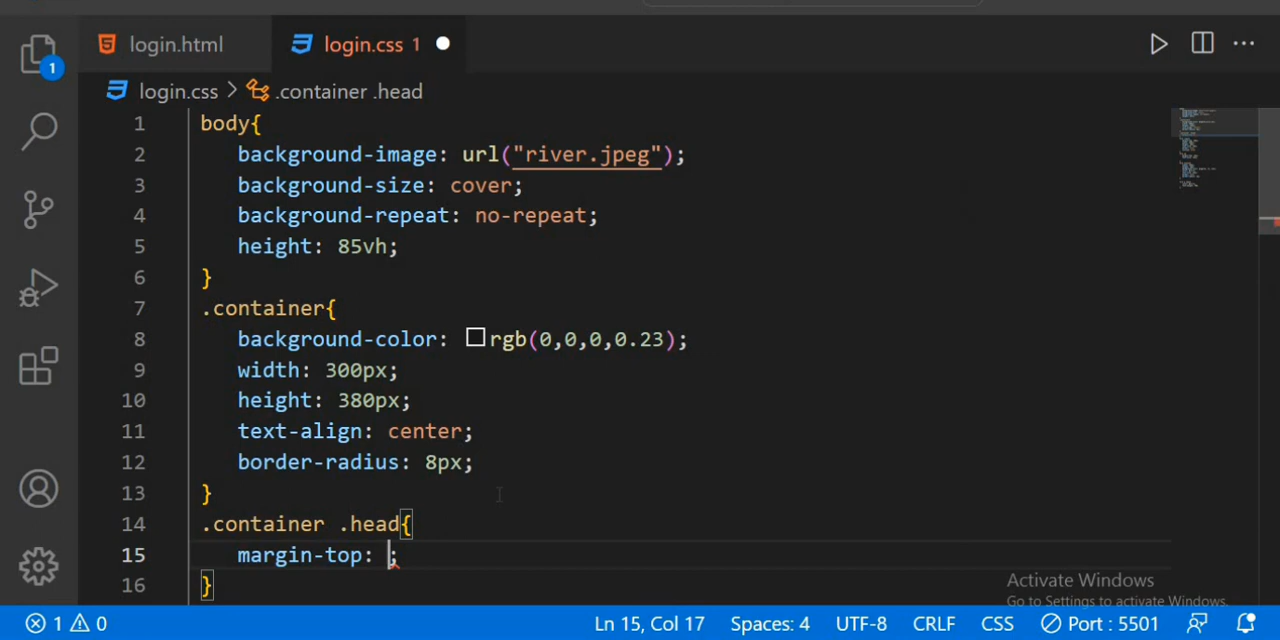 login.html
login.css 1
login.css > .container .head
1 body{
2 background-image: url("river.jpeg");
3 background-size: cover;
4 background-repeat: no-repeat;
5 height: 85vh;
6 }
7 .container{
8 background-color: rgb(0,0,0,0.23);
9 width: 300px;
10 height: 380px;
11 text-align: center;
12 border-radius: 8px;
13 }
14 .container .head{
15 margin-top: ;
16 }
Activate Windows
Go to Settings to activate Windows.
1
1 0 Ln 15, Col 17 Spaces: 4 UTF-8 CRLF CSS Port : 5501